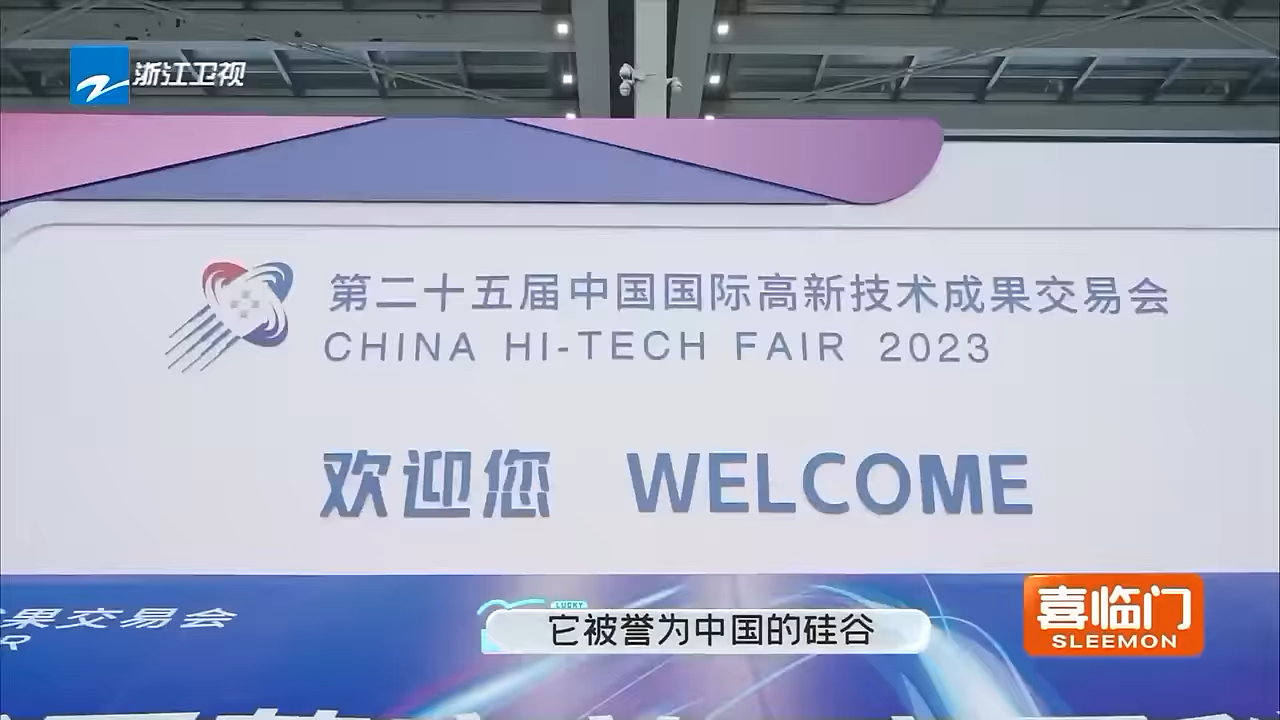 浙江卫视
第二十五届中国国际高新技术成果交易会
CHINA HI-TECH FAIR 2023
欢迎您 WELCOME
果交易会
R
LUCKY
它被誉为中国的硅谷
喜临门
SLEEMON